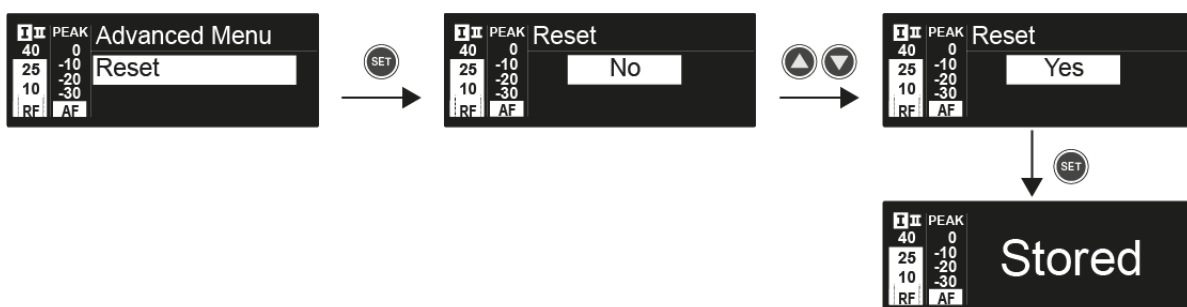 I II PEAK Advanced Menu
40 0
25 -10 Reset
-20
10 -30
RF AF
SET
I II PEAK Reset
40 0
25 -10 No
-20
10 -30
RF AF
I II PEAK Reset
40 0
25 -10 Yes
-20
10 -30
RF AF
SET
I II PEAK
40 0
25 -10 Stored
-20
10 -30
RF AF